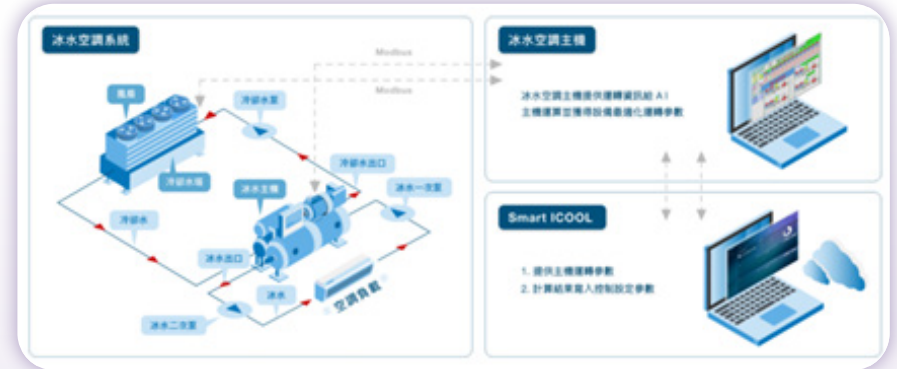 冰水空調系統
Modbus
Modbus
風扇
冷卻水泵
冷卻水塔
冷卻水出口
冰水主機
冰水一次泵
冷卻水
冰水出口
冰水
空調負載
冰水二次泵
冰水空調主機
冰水空調主機提供運轉資訊給 AI
主機運算並獲得設備最適化運轉參數
Smart ICOOL
1. 提供主機運轉參數
2. 計算結果寫入控制設定參數